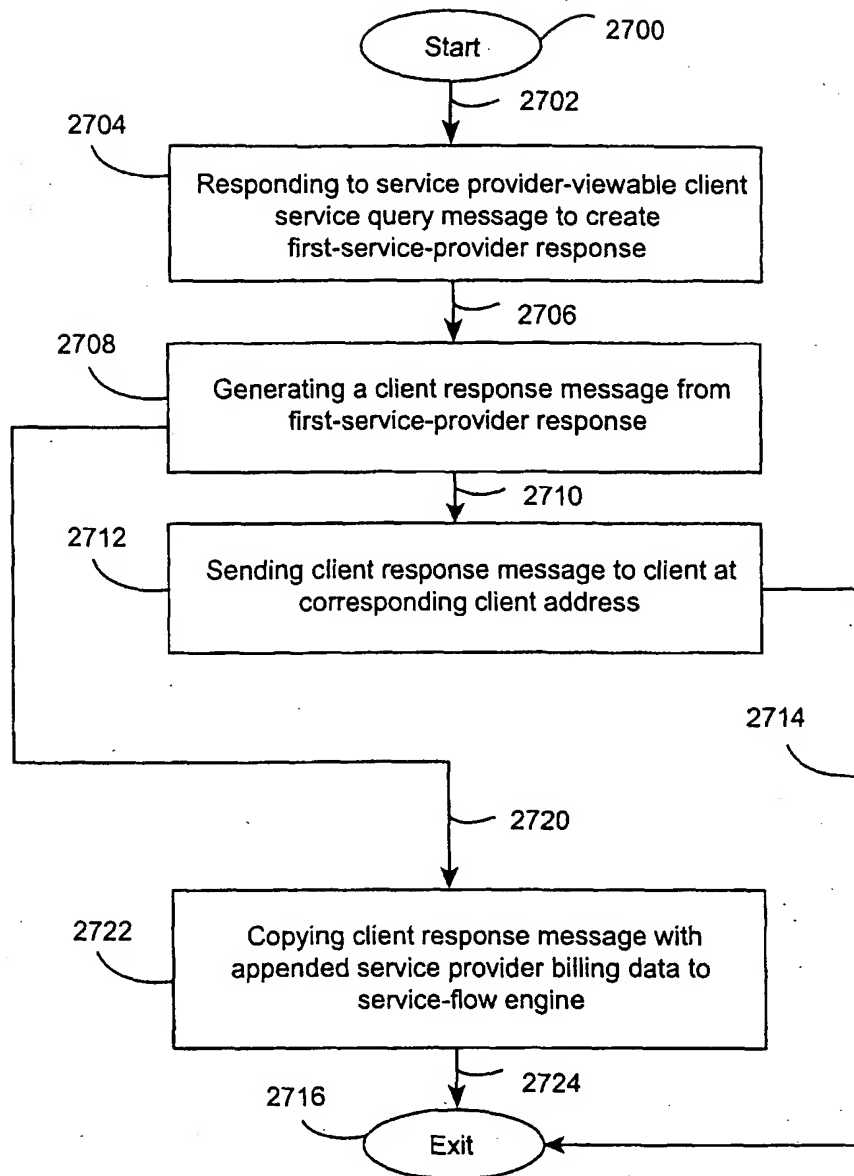 Start
2700
2702
2704
Responding to service provider-viewable client
service query message to create
first-service-provider response
2706
2708
Generating a client response message from
first-service-provider response
2710
2712
Sending client response message to client at
corresponding client address
2714
2720
2722
Copying client response message with
appended service provider billing data to
service-flow engine
2724
2716
Exit